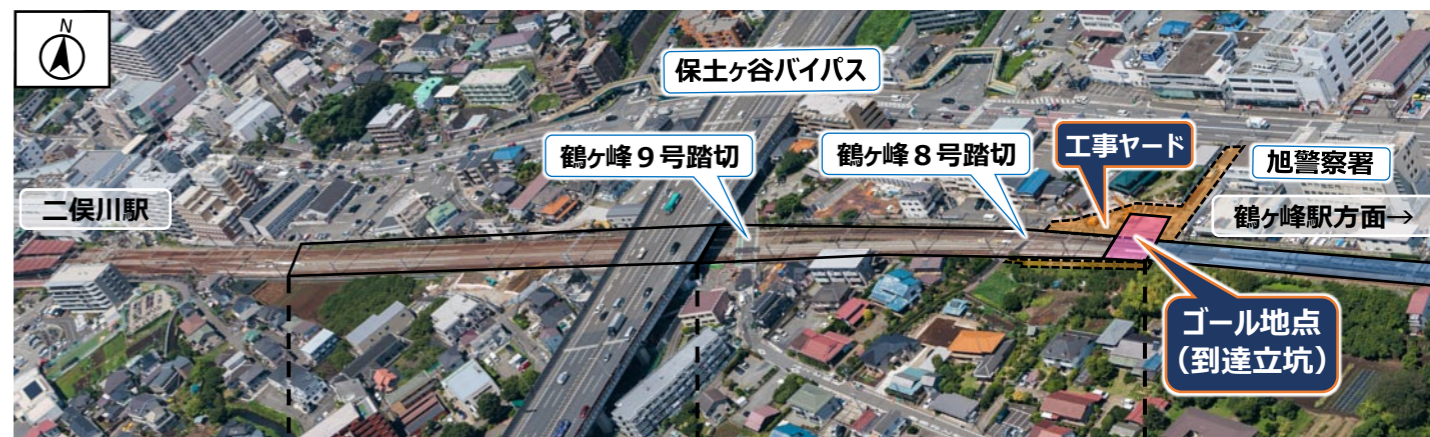 N
保土ヶ谷バイパス
鶴ヶ峰９号踏切
鶴ヶ峰８号踏切
工事ヤード
旭警察署
二俣川駅
鶴ヶ峰駅方面→
ゴール地点
（到達立坑）